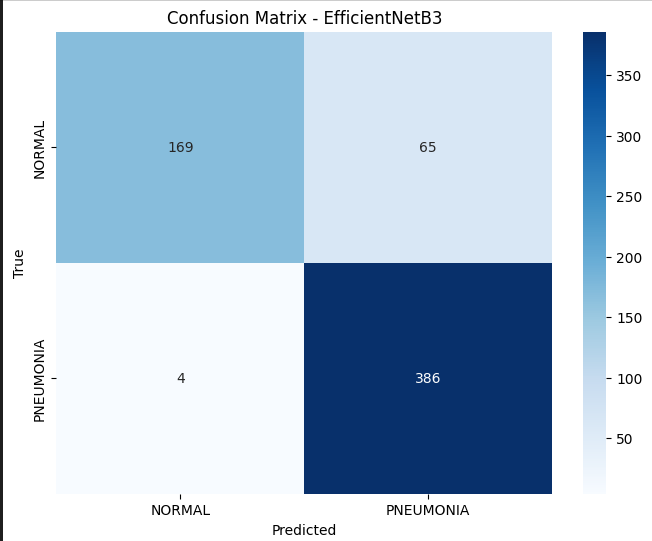 Confusion Matrix - EfficientNetB3
NORMAL
169
65
PNEUMONIA
4
386
True
NORMAL
PNEUMONIA
Predicted
350
300
250
200
150
100
50